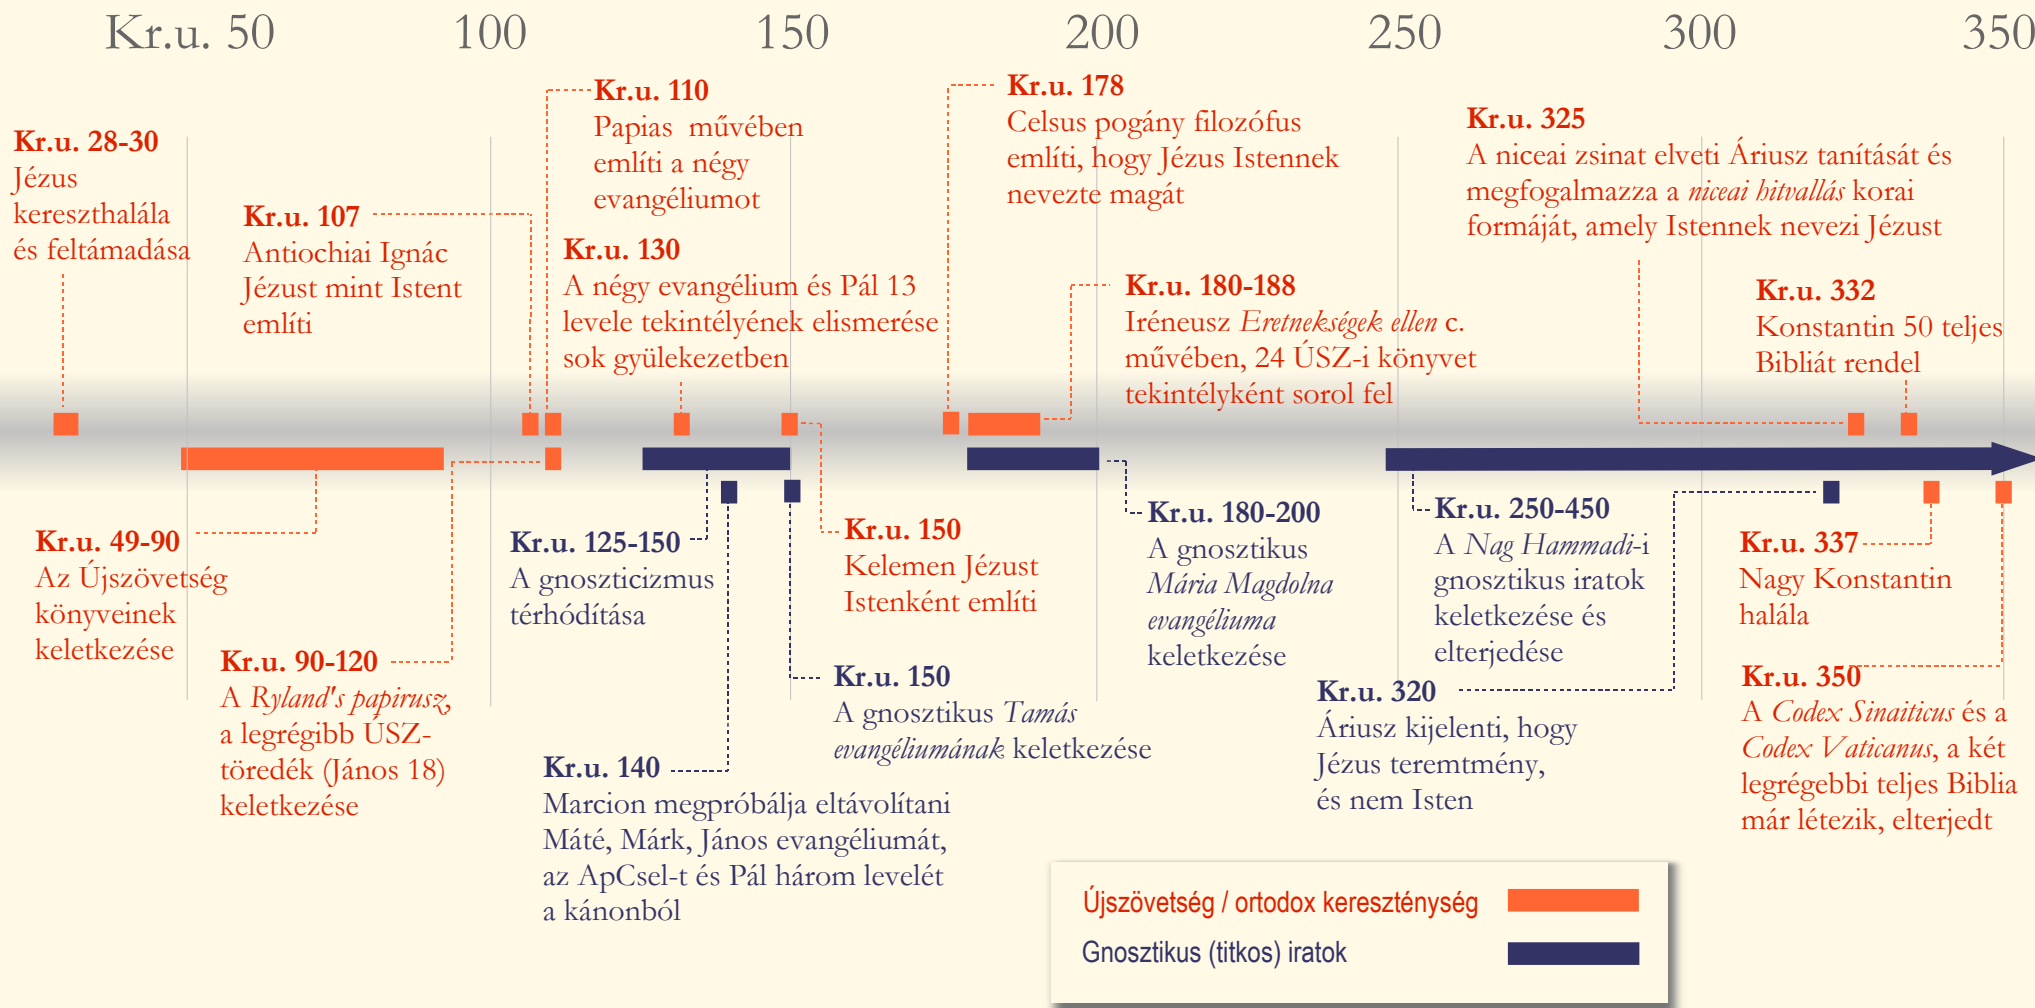 Kr.u. 50 100 150 200 250 300 350
Kr.u. 28-30
Jézus
kereszthalála
és feltámadása
Kr.u. 107
Antiochiai Ignác
Jézust mint Istent
említi
Kr.u. 110
Papias művében
említi a négy
evangéliumot
Kr.u. 130
A négy evangélium és Pál 13
levele tekintélyének elismerése
sok gyülekezetben
Kr.u. 178
Celsus pogány filozófus
említi, hogy Jézus Istennek
nevezte magát
Kr.u. 180-188
Iréneusz Eretnekségek ellen c.
művében, 24 ÚSZ-i könyvet
tekintélyként sorol fel
Kr.u. 325
A niceai zsinat elveti Áriusz tanítását és
megfogalmazza a niceai hitvallás korai
formáját, amely Istennek nevezi Jézust
Kr.u. 332
Konstantin 50 teljes
Bibliát rendel
Kr.u. 49-90
Az Újszövetség
könyveinek
keletkezése
Kr.u. 90-120
A Ryland's papirusz,
a legrégibb ÚSZ-
töredék (János 18)
keletkezése
Kr.u. 125-150
A gnoszticizmus
térhódítása
Kr.u. 140
Marcion megpróbálja eltávolítani
Máté, Márk, János evangéliumát,
az ApCsel-t és Pál három levelét
a kánonból
Kr.u. 150
Kelemen Jézust
Istenként említi
Kr.u. 150
A gnosztikus Tamás
evangéliumának keletkezése
Kr.u. 180-200
A gnosztikus
Mária Magdolna
evangéliuma
keletkezése
Kr.u. 250-450
A Nag Hammadi-i
gnosztikus iratok
keletkezése és
elterjedése
Kr.u. 320
Áriusz kijelenti, hogy
Jézus teremtmény,
és nem Isten
Kr.u. 337
Nagy Konstantin
halála
Kr.u. 350
A Codex Sinaiticus és a
Codex Vaticanus, a két
legrégebbi teljes Biblia
már létezik, elterjedt
Újszövetség / ortodox kereszténység
Gnosztikus (titkos) iratok